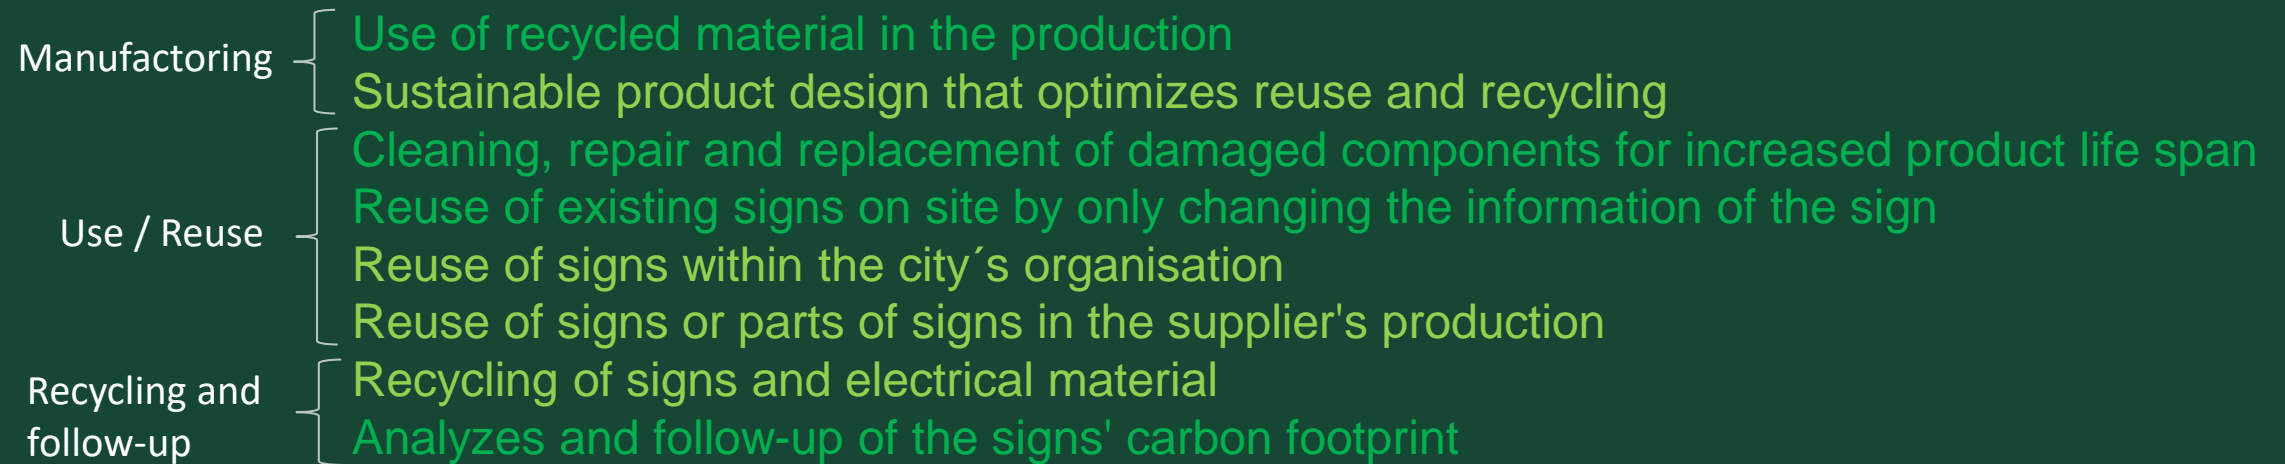 Manufactoring
Use of recycled material in the production
Sustainable product design that optimizes reuse and recycling
Use / Reuse
Cleaning, repair and replacement of damaged components for increased product life span
Reuse of existing signs on site by only changing the information of the sign
Reuse of signs within the city´s organisation
Reuse of signs or parts of signs in the supplier's production
Recycling and
follow-up
Recycling of signs and electrical material
Analyzes and follow-up of the signs' carbon footprint